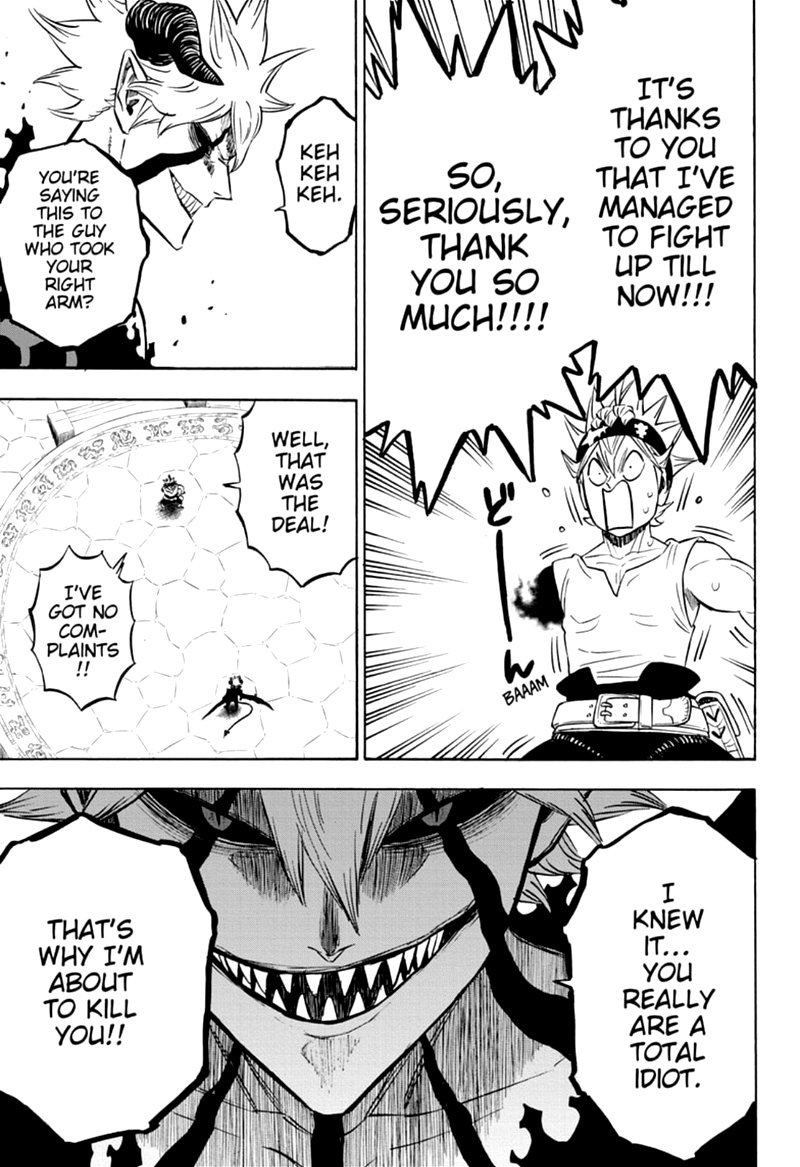 IT'S
THANKS
TO YOU
THAT I'VE
MANAGED
TO FIGHT
UP TILL
NOW!!!
SO,
SERIOUSLY,
THANK
YOU SO
MUCH!!!!
どーん
BAAAM
KEH
KEH
KEH.
YOU'RE
SAYING
THIS TO
THE GUY
WHO TOOK
YOUR
RIGHT
ARM?
WELL,
THAT
WAS
THE
DEAL!
I'VE
GOT NO
COM-
PLAINTS
!!
I
KNEW
IT...
YOU
REALLY
ARE A
TOTAL
IDIOT.
THAT'S
WHY I'M
ABOUT
TO KILL
YOU!!